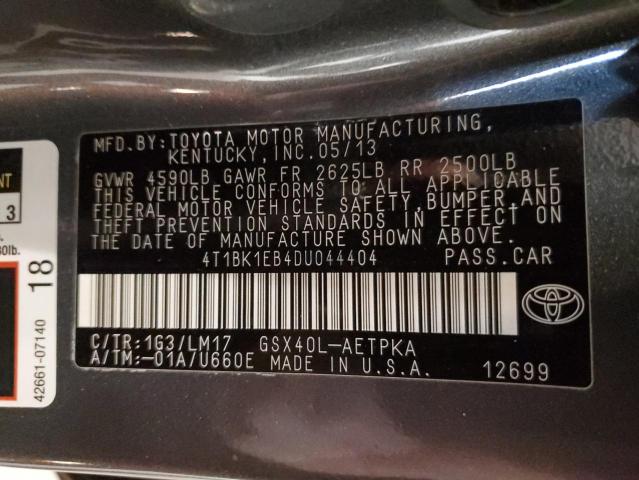 MFD. BY: TOYOTA MOTOR MANUFACTURING,
KENTUCKY, INC. 05/13
GVWR 4590LB GAWR FR 2625LB RR 2500LB
THIS VEHICLE CONFORMS TO ALL APPLICABLE
FEDERAL MOTOR VEHICLE SAFETY, BUMPER, AND
THEFT PREVENTION STANDARDS IN EFFECT ON
THE DATE OF MANUFACTURE SHOWN ABOVE.
4T1BK1EB4DU044404 PASS. CAR
C/TR: 1G3/LM17 GSX40L-AETPKA
A/TM: -01A/U660E MADE IN U.S.A.
12699
NT
3
0lb.
18
42661-07140